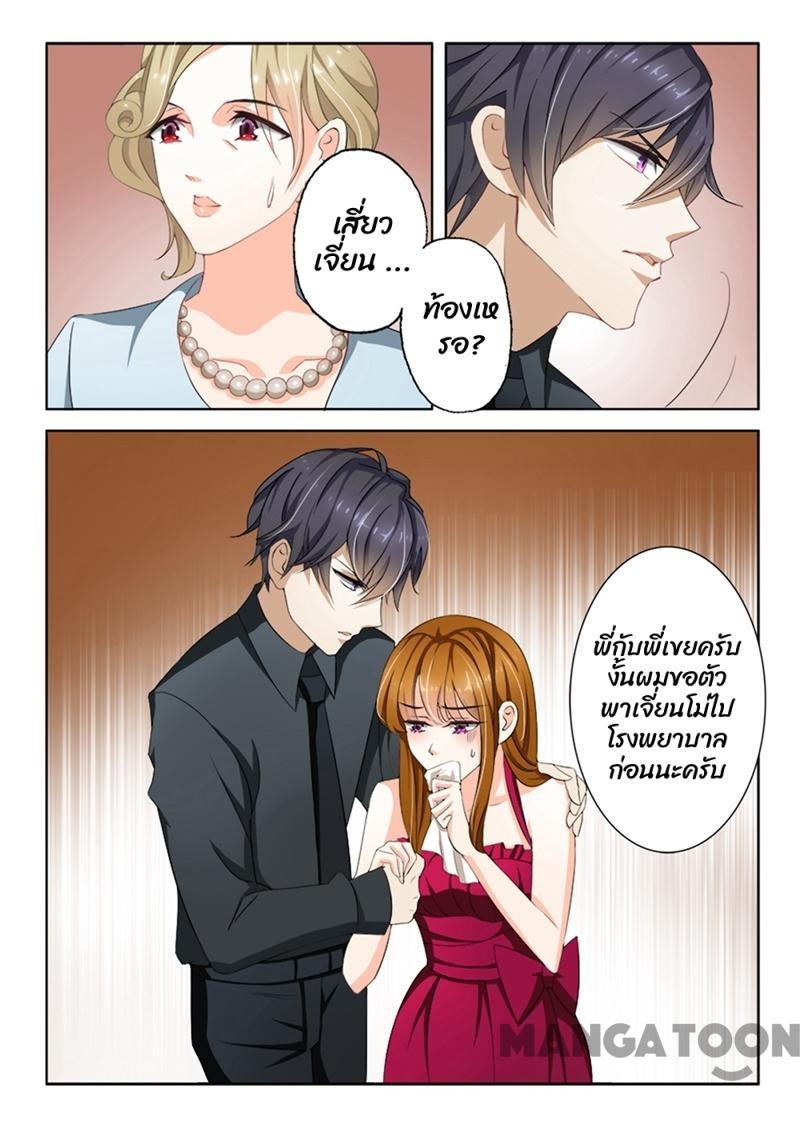 เสี่ยว
เจี่ยน ...
ท้องเห
รอ?
พี่กับพี่เขยครับ
งั้นผมขอตัว
พาเจี่ยนโม่ไป
โรงพยาบาล
ก่อนนะครับ
MANGATOON